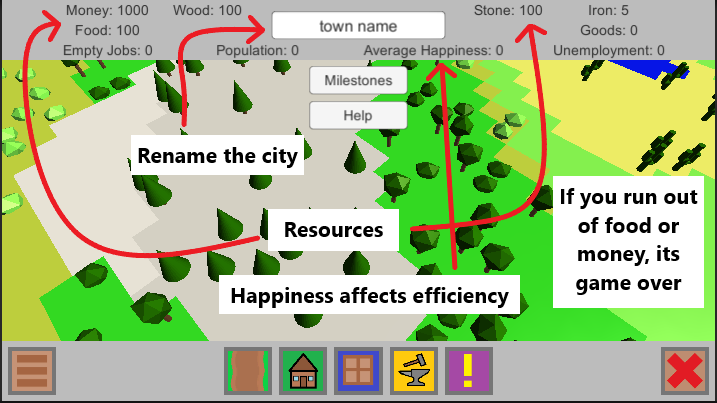 Money: 1000 Wood: 100 town name Stone: 100 Iron: 5
Food: 100 Goods: 0
Empty Jobs: 0 Population: 0 Average Happiness: 0 Unemployment: 0
Milestones
Help
Rename the city
Resources
If you run out
of food or
money, its
game over
Happiness affects efficiency